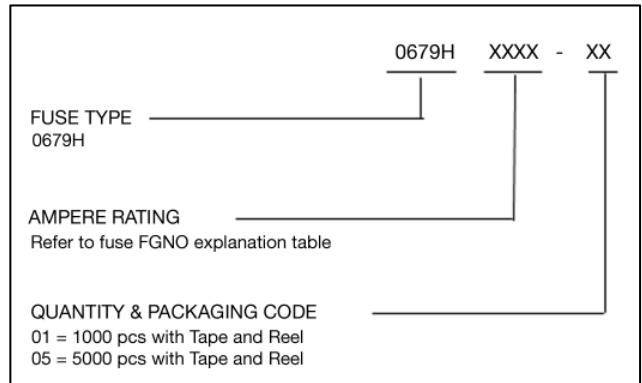 0679H XXXX - XX
FUSE TYPE
0679H
AMPERE RATING
Refer to fuse FGNO explanation table
QUANTITY & PACKAGING CODE
01 = 1000 pcs with Tape and Reel
05 = 5000 pcs with Tape and Reel